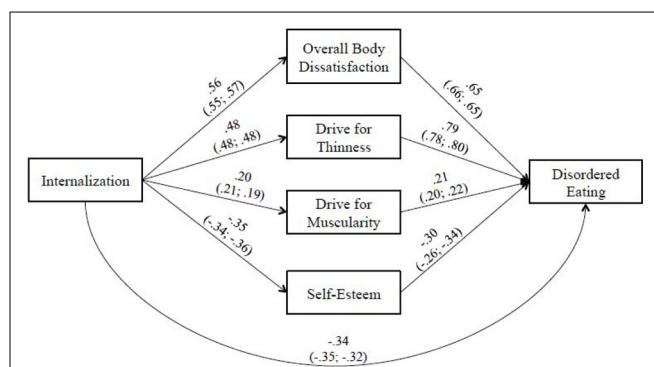 Overall Body
Dissatisfaction
.56
(.55; .57)
.65
(.66; .65)
.48
(.48; .48)
Drive for
Thinness
.79
(.78; .80)
Internalization
.20
(.21; .19)
Drive for
Muscularity
.21
(.20; .22)
Disordered
Eating
-.35
(-.34; -.36)
-.30
(-.26; -.34)
Self-Esteem
-.34
(-.35; -.32)